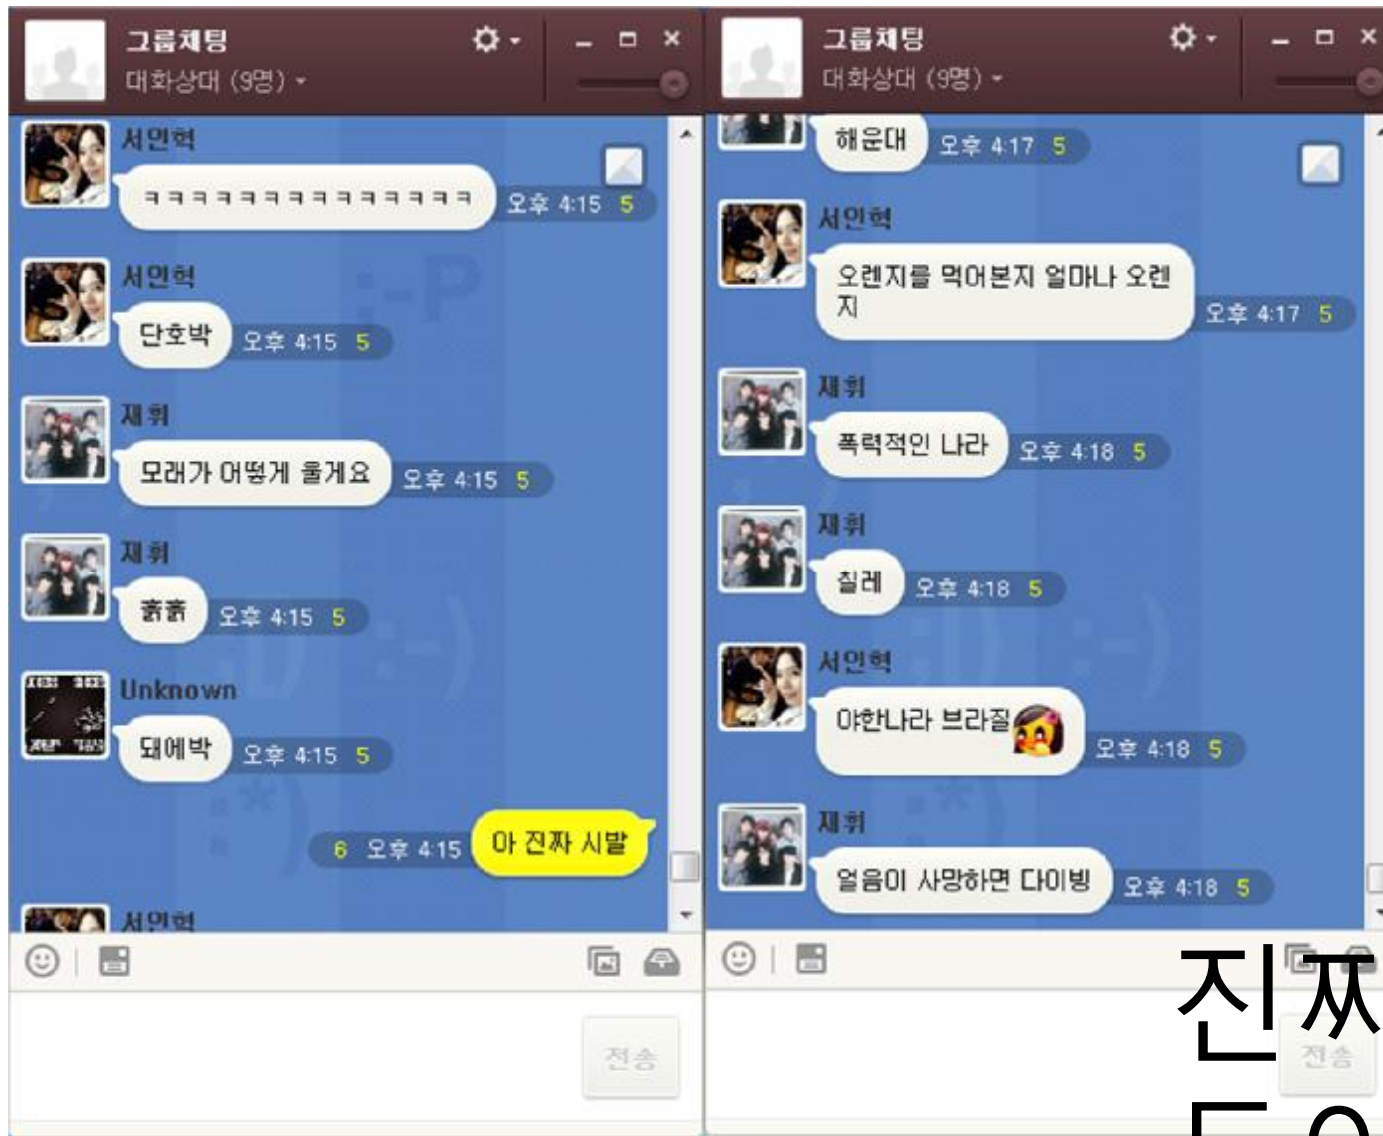 그룹채팅
대화상대 (9명)
서인혁
ㅋㅋㅋㅋㅋㅋㅋㅋㅋㅋㅋㅋㅋㅋ
오후 4:15 5
서인혁
단호박
오후 4:15 5
재휘
모래가 어떻게 울게요
오후 4:15 5
재휘
흙흙
오후 4:15 5
Unknown
돼에박
오후 4:15 5
아 진짜 시발
6 오후 4:15
서인혁
전송
그룹채팅
대화상대 (9명)
해운대
오후 4:17 5
서인혁
오렌지를 먹어본지 얼마나 오렌
지
오후 4:17 5
재휘
폭력적인 나라
오후 4:18 5
재휘
칠레
오후 4:18 5
서인혁
야한나라 브라질
오후 4:18 5
재휘
얼음이 사망하면 다이빙
오후 4:18 5
전송
진짜